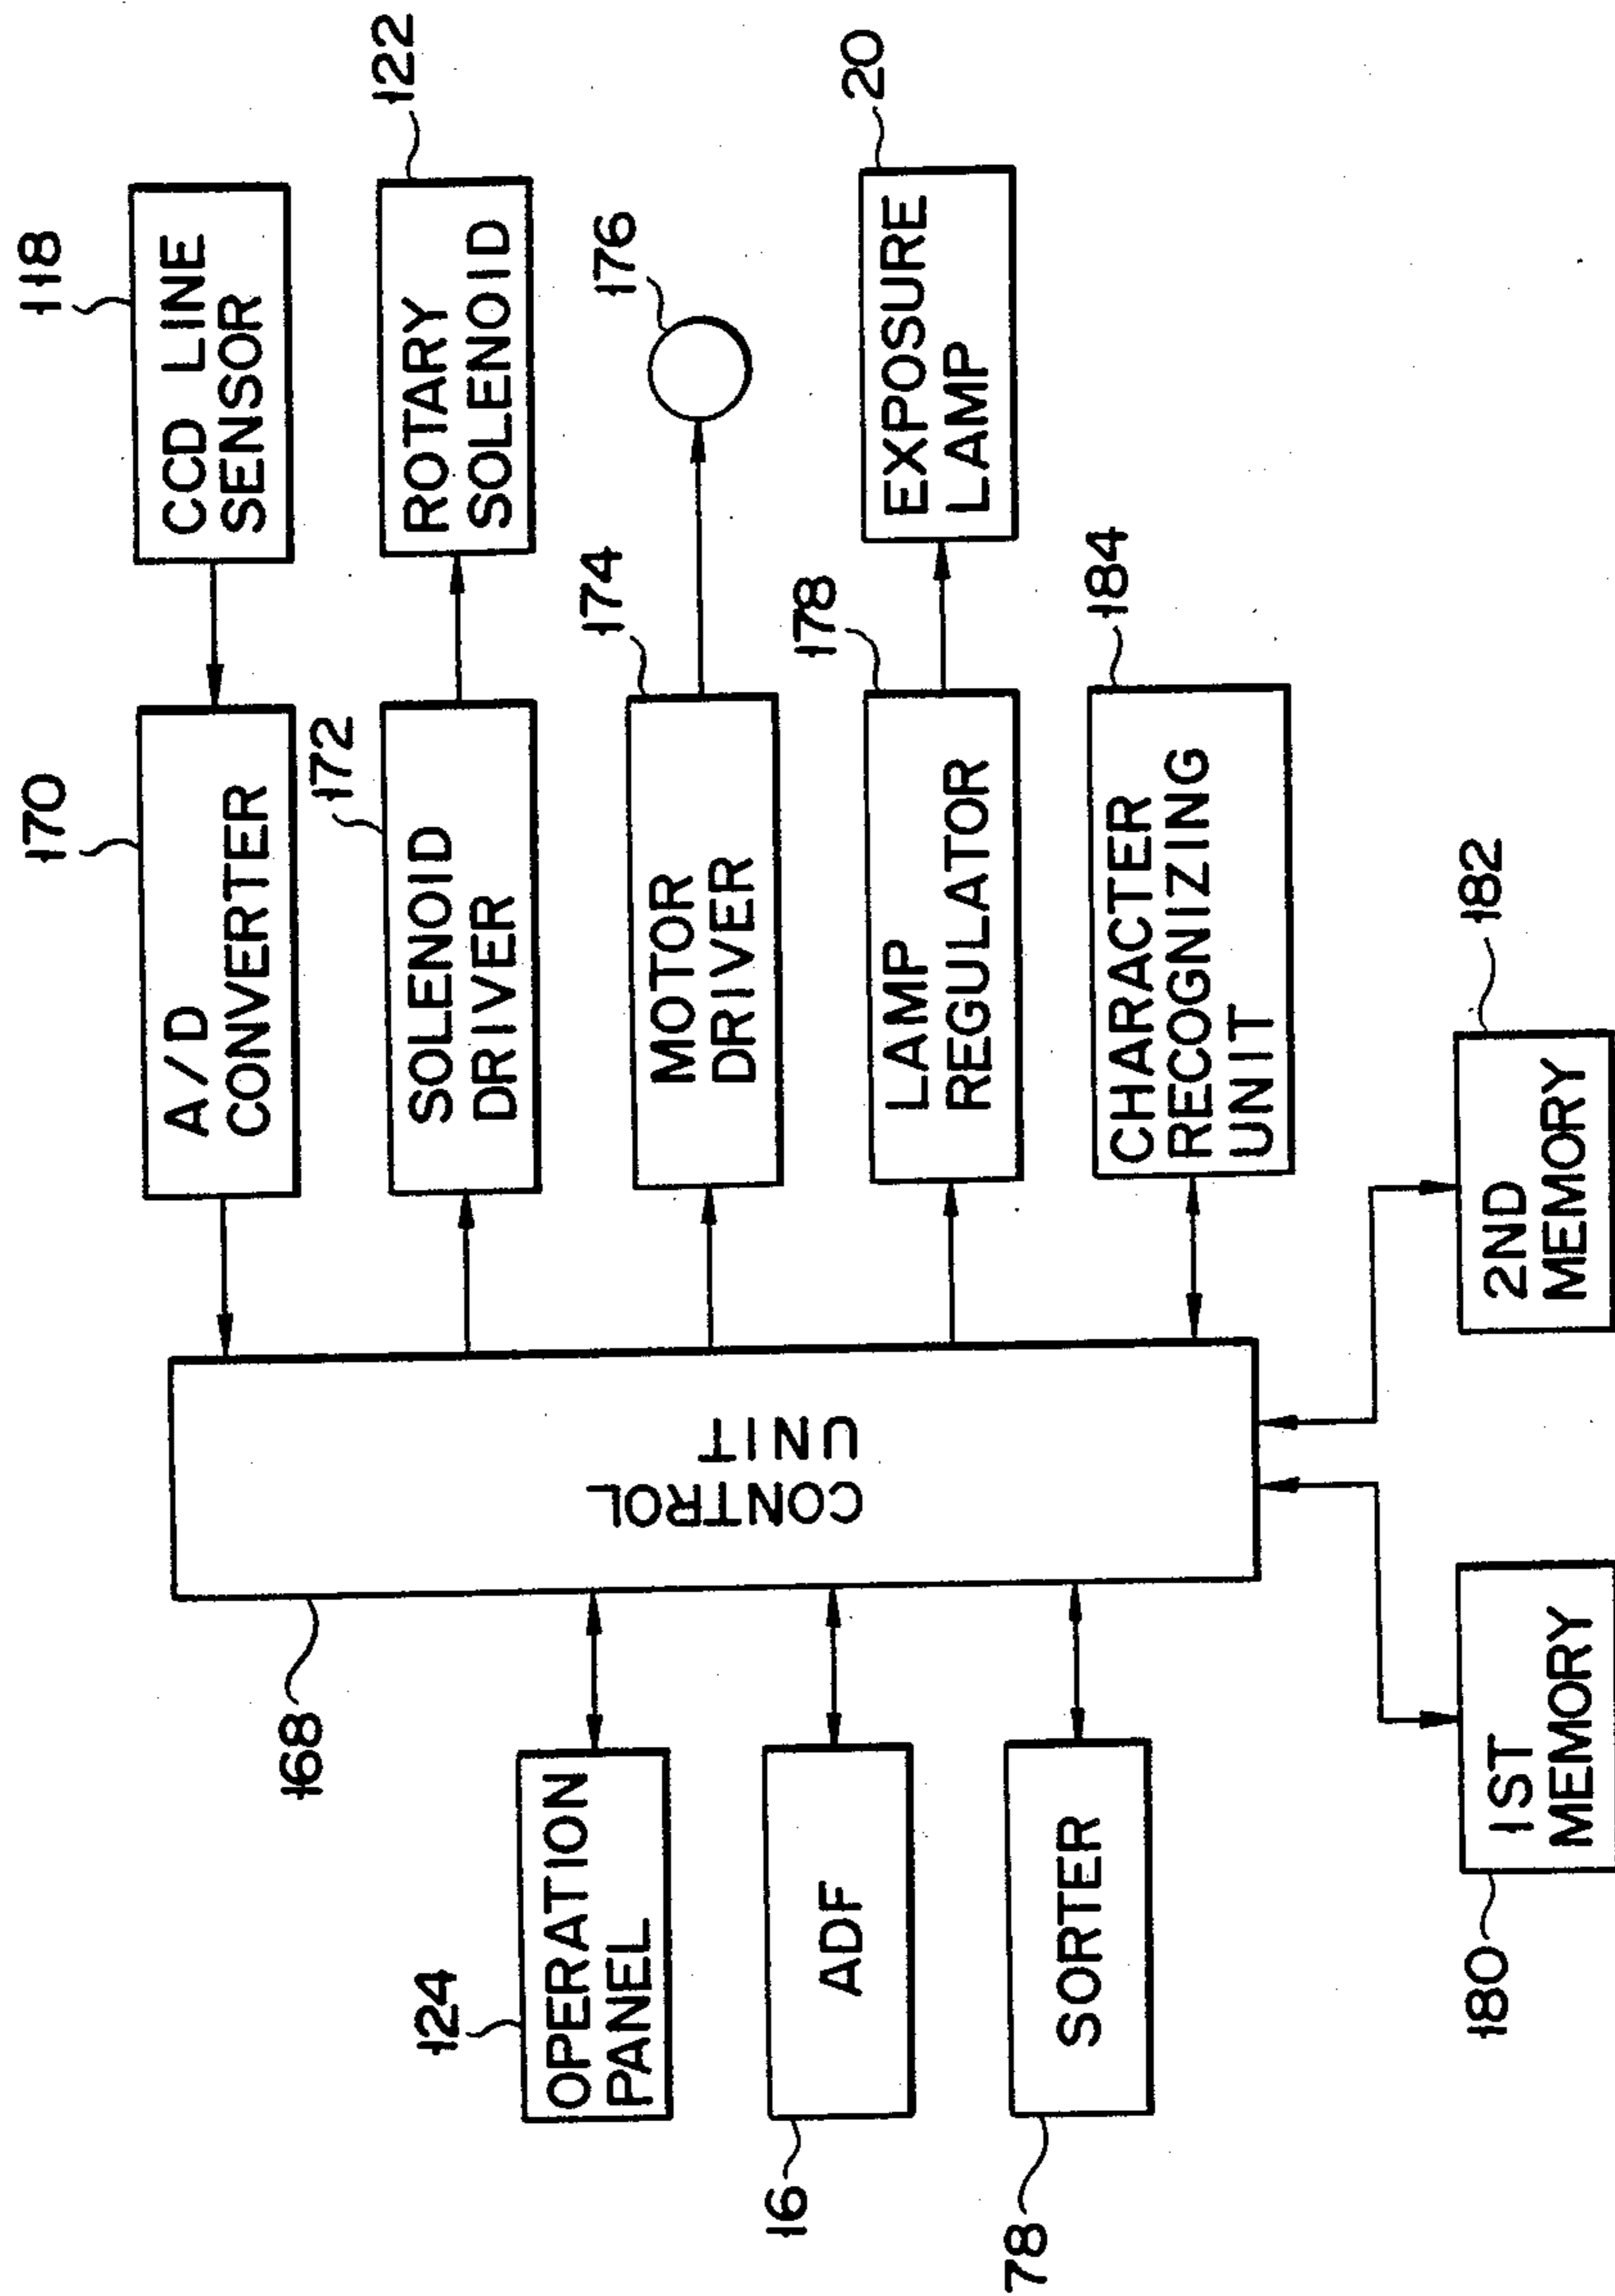 118
CCD LINE
SENSOR
170
A/D
CONVERTER
122
ROTARY
SOLENOID
172
SOLENOID
DRIVER
176
174
MOTOR
DRIVER
20
EXPOSURE
LAMP
178
LAMP
REGULATOR
184
CHARACTER
RECOGNIZING
UNIT
168
CONTROL
UNIT
124
OPERATION
PANEL
16
ADF
78
SORTER
180
1ST
MEMORY
182
2ND
MEMORY